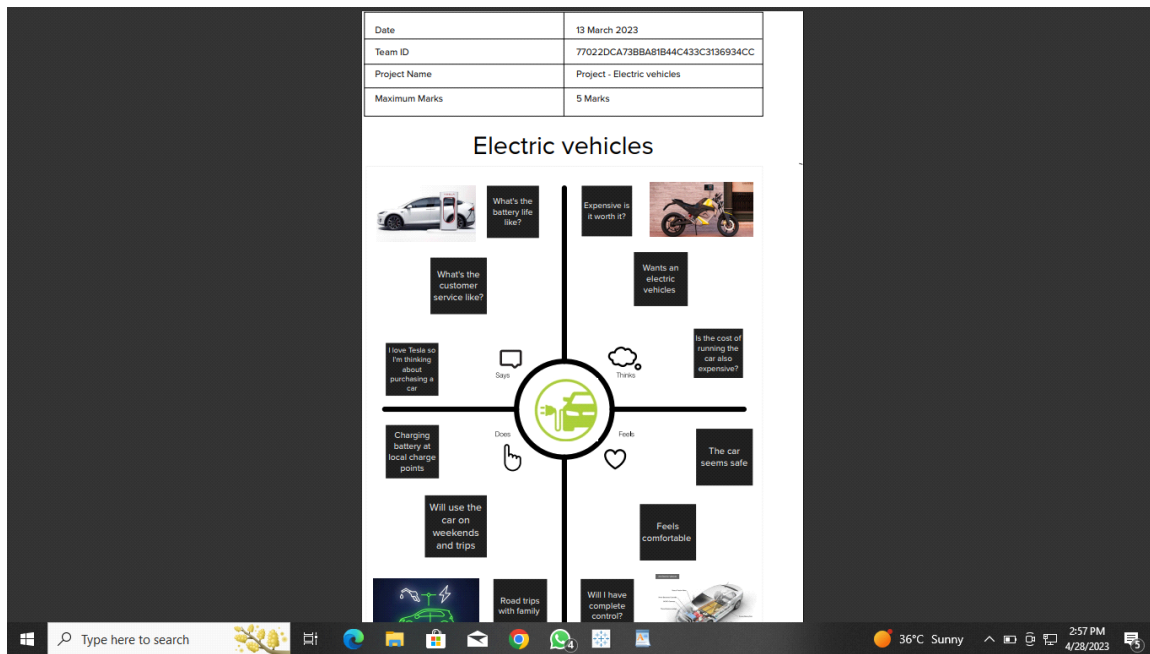 Date
13 March 2023
Team ID
77022DCA73BBA81B44C433C3136934CC
Project Name
Project - Electric vehicles
Maximum Marks
5 Marks
Electric vehicles
What's the
battery life
like?
Expensive is
it worth it?
What's the
customer
service like?
Wants an
electric
vehicles
I love Tesla so
I'm thinking
about
purchasing a
car
Says
Thinks
Is the cost of
running the
car also
expensive?
Charging
battery at
local charge
points
Does
Feels
The car
seems safe
Will use the
car on
weekends
and trips
Feels
comfortable
Road trips
with family
Will I have
complete
control?
Type here to search
4
36°C Sunny
2:57 PM
4/28/2023
5